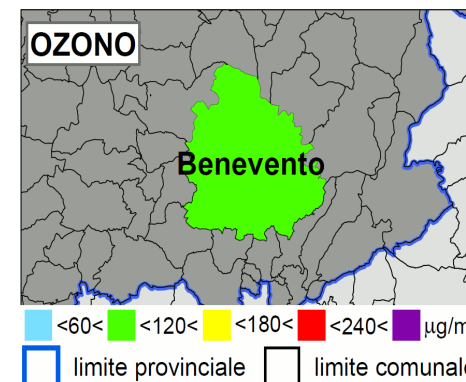 OZONO
Benevento
<60< <120< <180< <240< µg/m
limite provinciale limite comunale